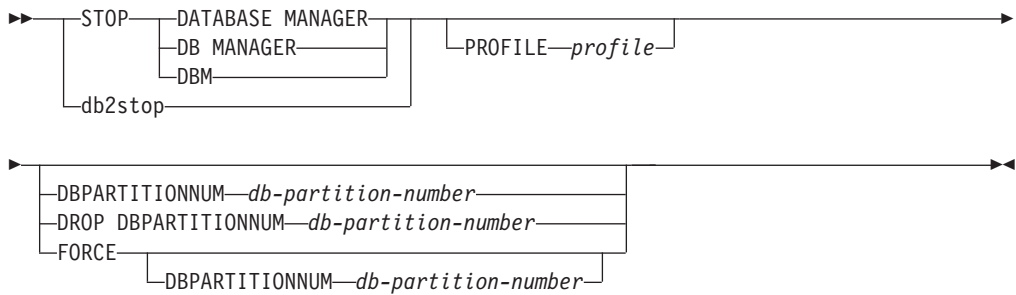 STOP DATABASE MANAGER
DB MANAGER PROFILE profile
DBM
db2stop
DBPARTITIONNUM db-partition-number
DROP DBPARTITIONNUM db-partition-number
FORCE
DBPARTITIONNUM db-partition-number